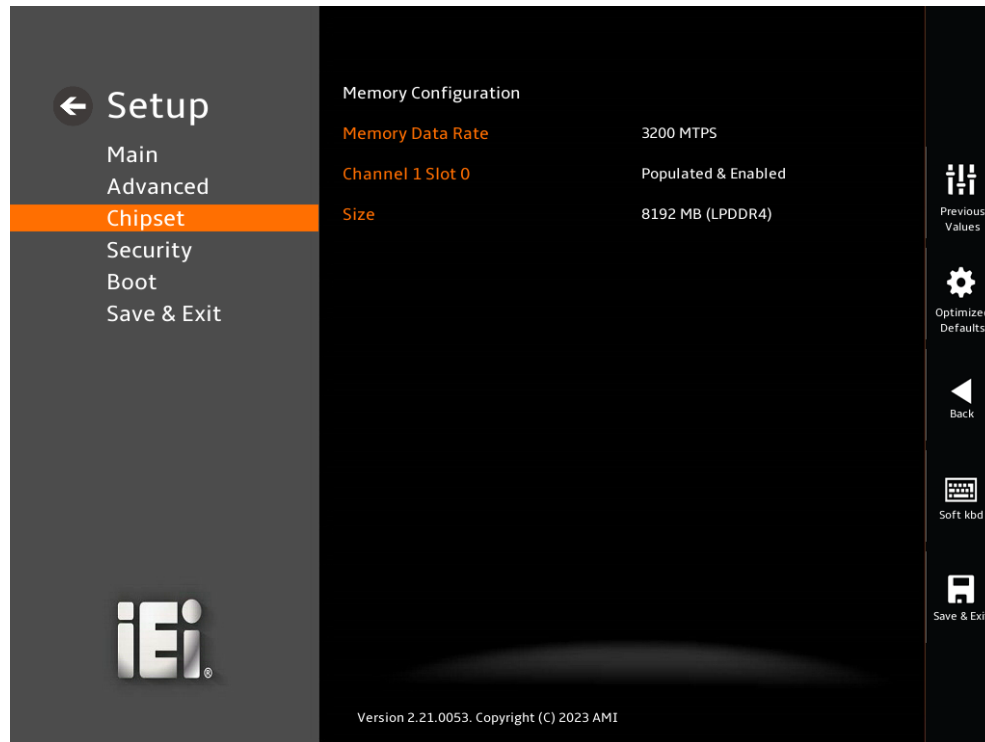 Setup
Main
Advanced
Chipset
Security
Boot
Save & Exit
iEi®
Memory Configuration
Memory Data Rate 3200 MTPS
Channel 1 Slot 0 Populated & Enabled
Size 8192 MB (LPDDR4)
Version 2.21.0053. Copyright (C) 2023 AMI
Previous
Values
Optimized
Defaults
Back
Soft kbd
Save & Exi